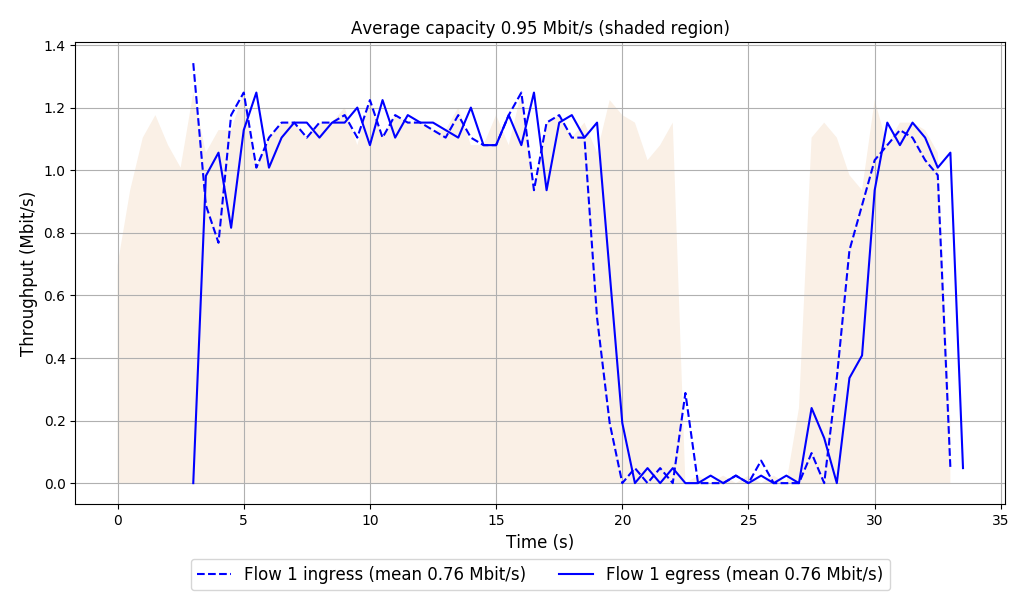 Average capacity 0.95 Mbit/s (shaded region)
Throughput (Mbit/s)
1.4
1.2
1.0
0.8
0.6
0.4
0.2
0.0
0 5 10 15 20 25 30 35
Time (s)
Flow 1 ingress (mean 0.76 Mbit/s) Flow 1 egress (mean 0.76 Mbit/s)